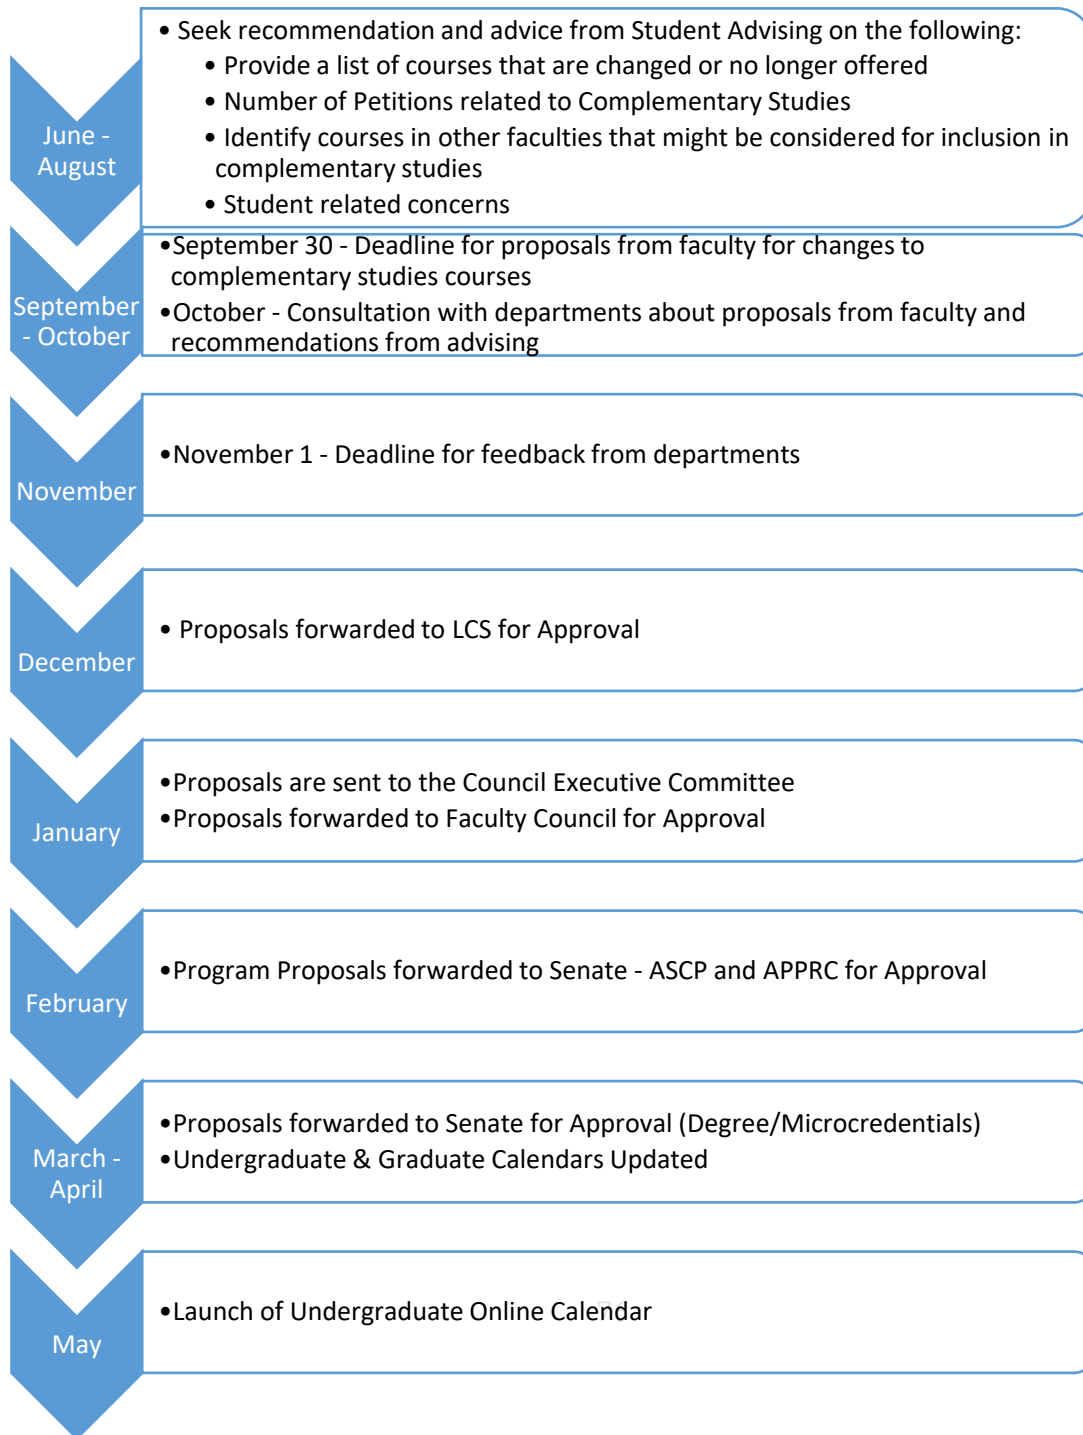 • Seek recommendation and advice from Student Advising on the following:
• Provide a list of courses that are changed or no longer offered
• Number of Petitions related to Complementary Studies
• Identify courses in other faculties that might be considered for inclusion in
complementary studies
• Student related concerns
June -
August
•September 30 - Deadline for proposals from faculty for changes to
complementary studies courses
•October - Consultation with departments about proposals from faculty and
recommendations from advising
September
- October
•November 1 - Deadline for feedback from departments
November
• Proposals forwarded to LCS for Approval
December
•Proposals are sent to the Council Executive Committee
•Proposals forwarded to Faculty Council for Approval
January
•Program Proposals forwarded to Senate - ASCP and APPRC for Approval
February
•Proposals forwarded to Senate for Approval (Degree/Microcredentials)
•Undergraduate & Graduate Calendars Updated
March -
April
•Launch of Undergraduate Online Calendar
May